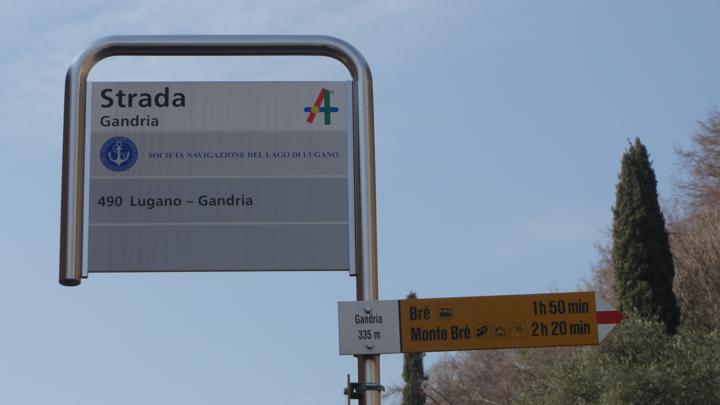 Strada
Gandria
SOCIETÀ NAVIGAZIONE DEL LAGO DI LUGANO
490 Lugano – Gandria
Gandria
335 m
Brè 1h 50 min
Monte Brè 2h 20 min